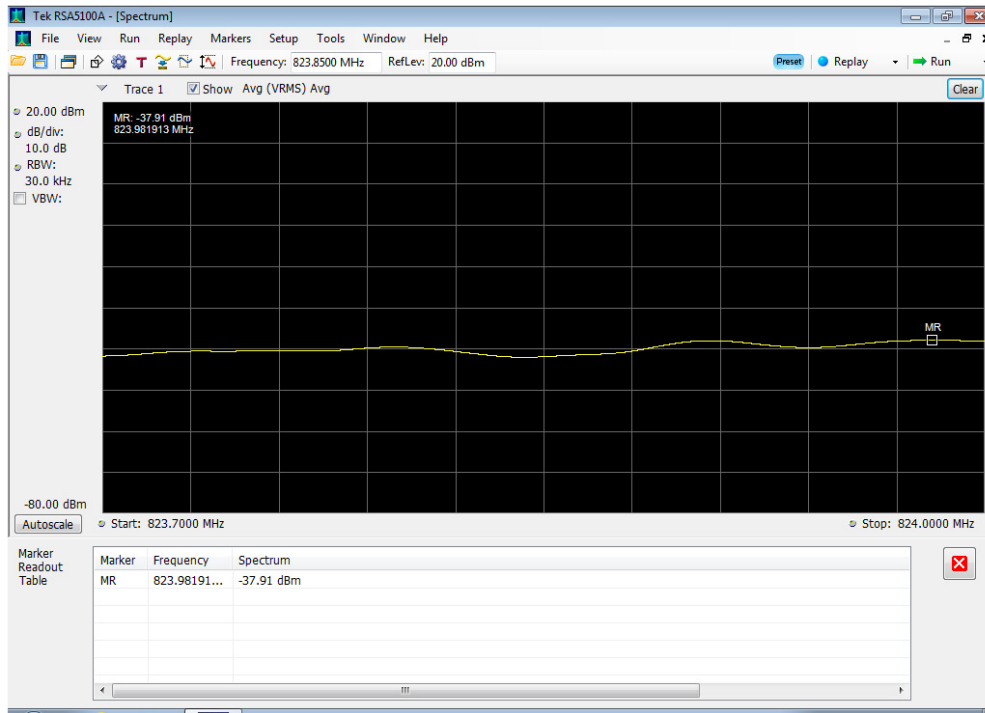 Tek RSA5100A - [Spectrum]
File View Run Replay Markers Setup Tools Window Help
T Frequency: 823.8500 MHz RefLev: 20.00 dBm Preset Replay Run
Trace 1 Show Avg (VRMS) Avg Clear
20.00 dBm
dB/div:
10.0 dB
RBW:
30.0 kHz
VBW:
MR: -37.91 dBm
823.981913 MHz
MR
-80.00 dBm
Autoscale Start: 823.7000 MHz Stop: 824.0000 MHz
Marker
Readout
Table
Marker Frequency Spectrum
MR 823.98191... -37.91 dBm